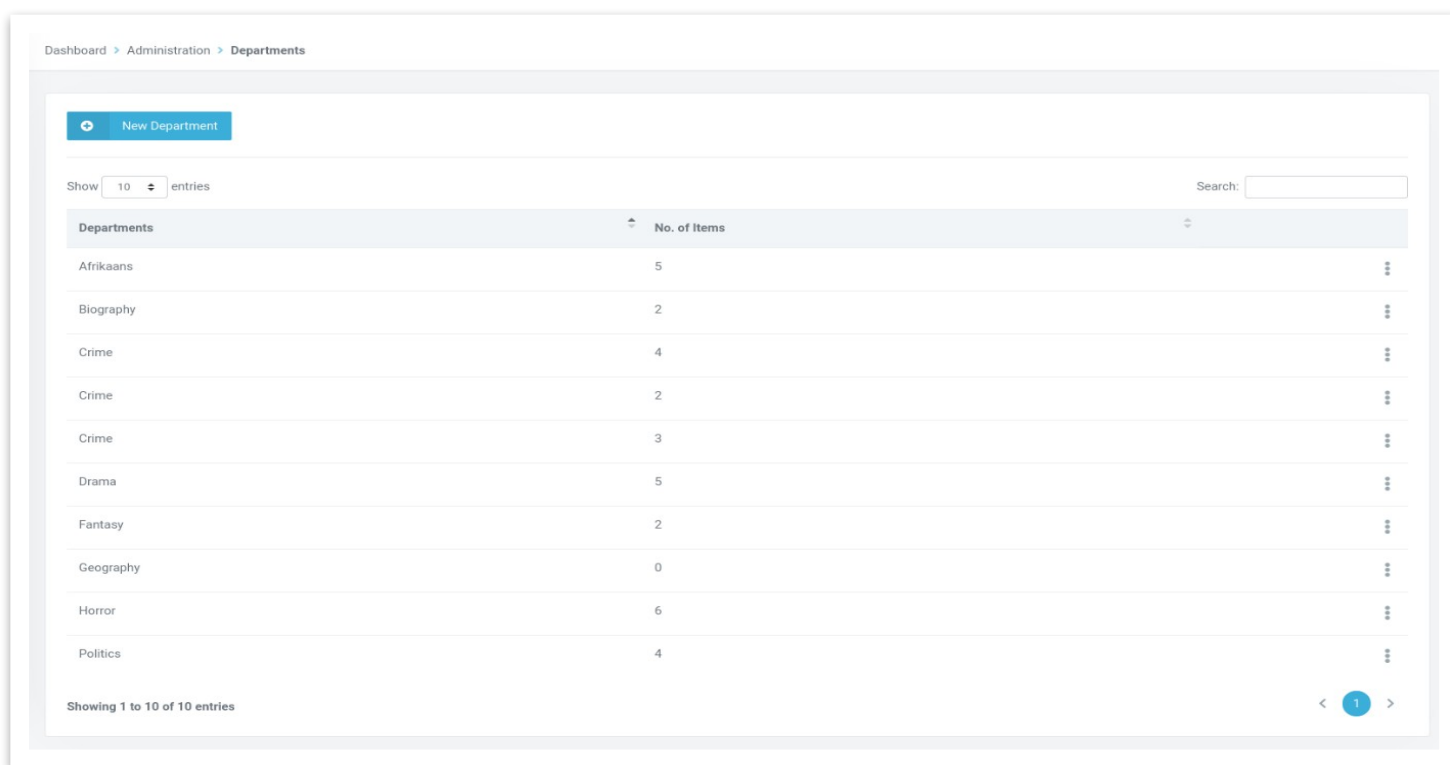 Dashboard > Administration > Departments
New Department
Show 10 entries Search:
Departments No. of Items
Afrikaans 5
Biography 2
Crime 4
Crime 2
Crime 3
Drama 5
Fantasy 2
Geography 0
Horror 6
Politics 4
Showing 1 to 10 of 10 entries < 1 >